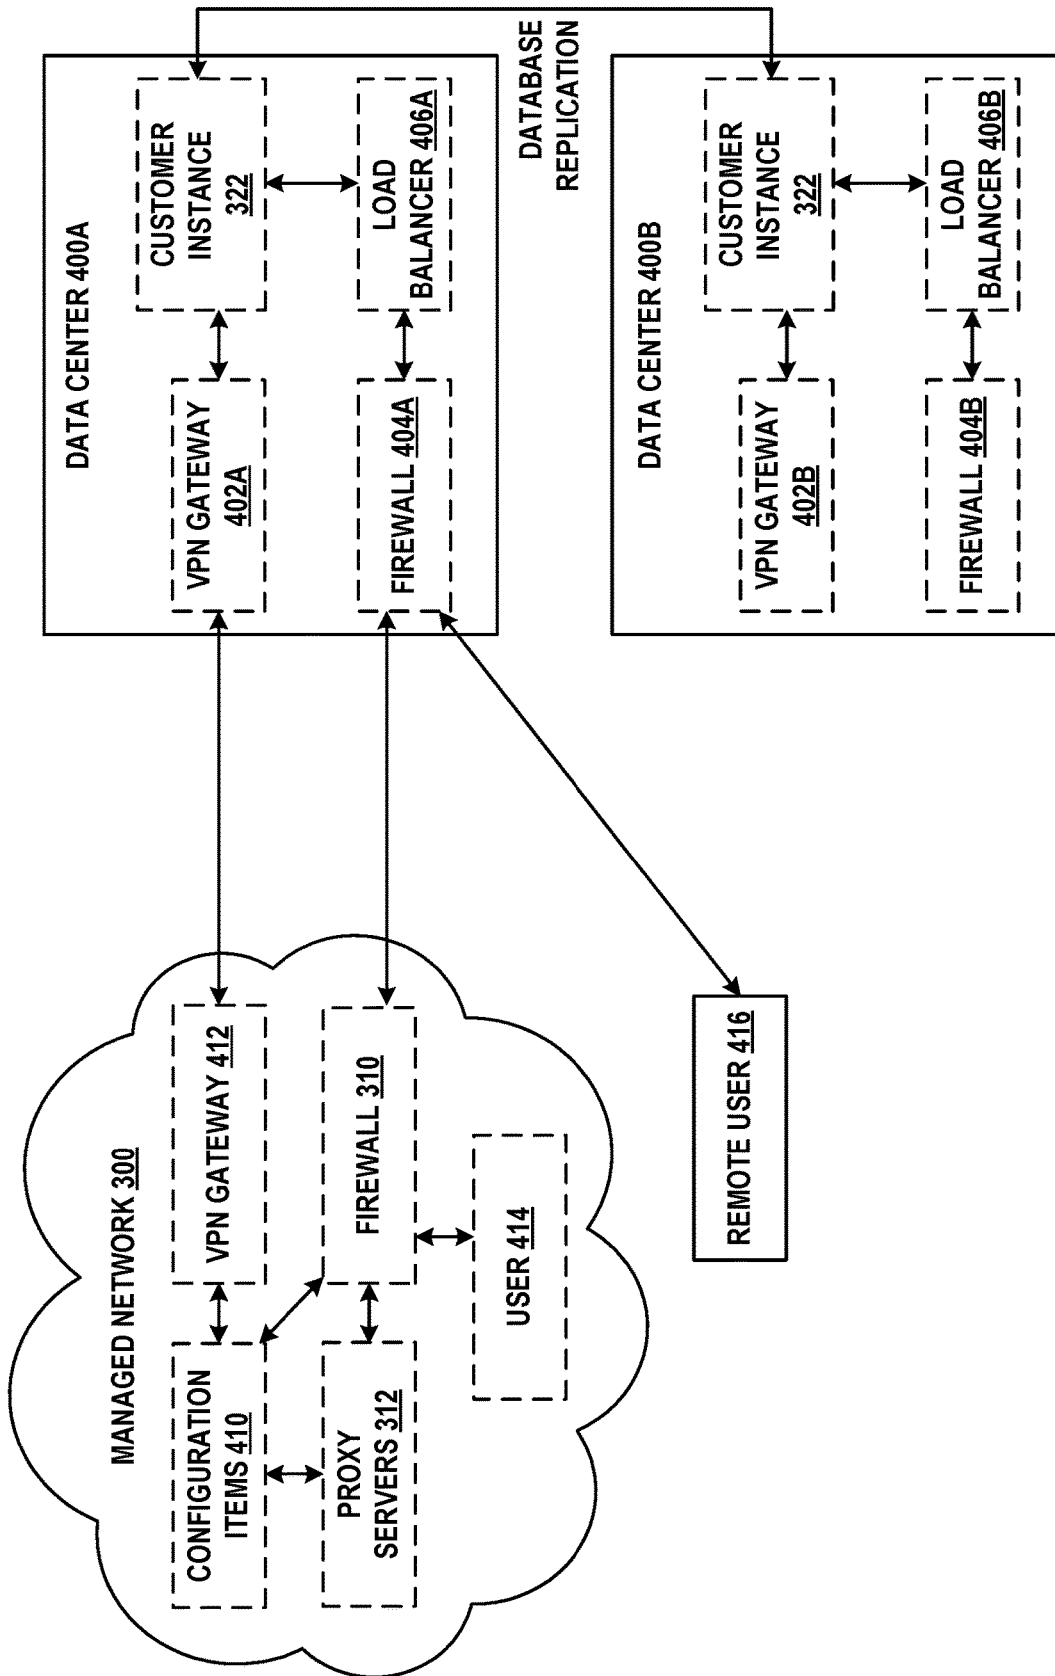 MANAGED NETWORK 300
CONFIGURATION
ITEMS 410
VPN GATEWAY 412
PROXY
SERVERS 312
FIREWALL 310
USER 414
REMOTE USER 416
DATA CENTER 400A
VPN GATEWAY
402A
CUSTOMER
INSTANCE
322
FIREWALL 404A
LOAD
BALANCER 406A
DATABASE
REPLICATION
DATA CENTER 400B
VPN GATEWAY
402B
CUSTOMER
INSTANCE
322
FIREWALL 404B
LOAD
BALANCER 406B